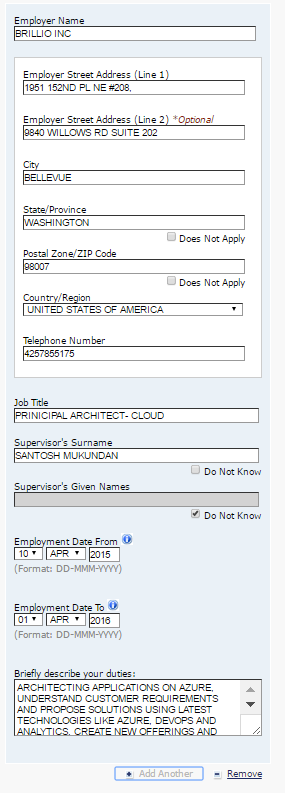 Employer Name
BRILLIO INC
Employer Street Address (Line 1)
1951 152ND PL NE #208,
Employer Street Address (Line 2) *Optional
9840 WILLOWS RD SUITE 202
City
BELLEVUE
State/Province
WASHINGTON
Does Not Apply
Postal Zone/ZIP Code
98007
Does Not Apply
Country/Region
UNITED STATES OF AMERICA
Telephone Number
4257855175
Job Title
PRINICIPAL ARCHITECT- CLOUD
Supervisor's Surname
SANTOSH MUKUNDAN
Do Not Know
Supervisor's Given Names
Do Not Know
Employment Date From
10 APR 2015
(Format: DD-MMM-YYYY)
Employment Date To
01 APR 2016
(Format: DD-MMM-YYYY)
Briefly describe your duties:
ARCHITECTING APPLICATIONS ON AZURE,
UNDERSTAND CUSTOMER REQUIREMENTS
AND PROPOSE SOLUTIONS USING LATEST
TECHNOLOGIES LIKE AZURE, DEVOPS AND
ANALYTICS. CREATE NEW OFFERINGS AND
Add Another Remove